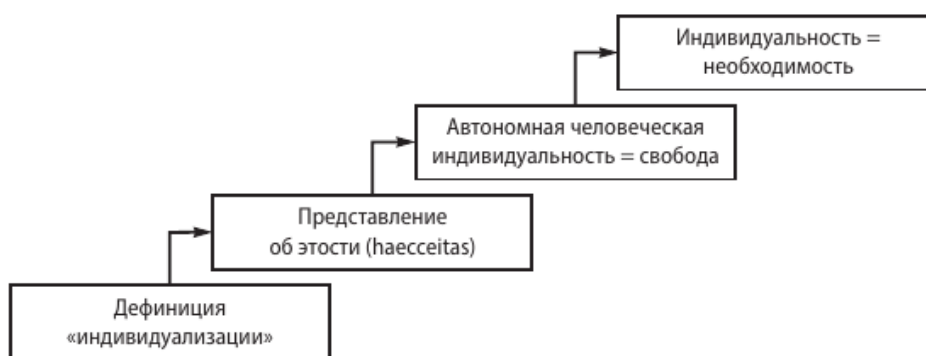 Индивидуальность =
необходимость
Автономная человеческая
индивидуальность = свобода
Представление
об этости (haecceitas)
Дефиниция
«индивидуализации»